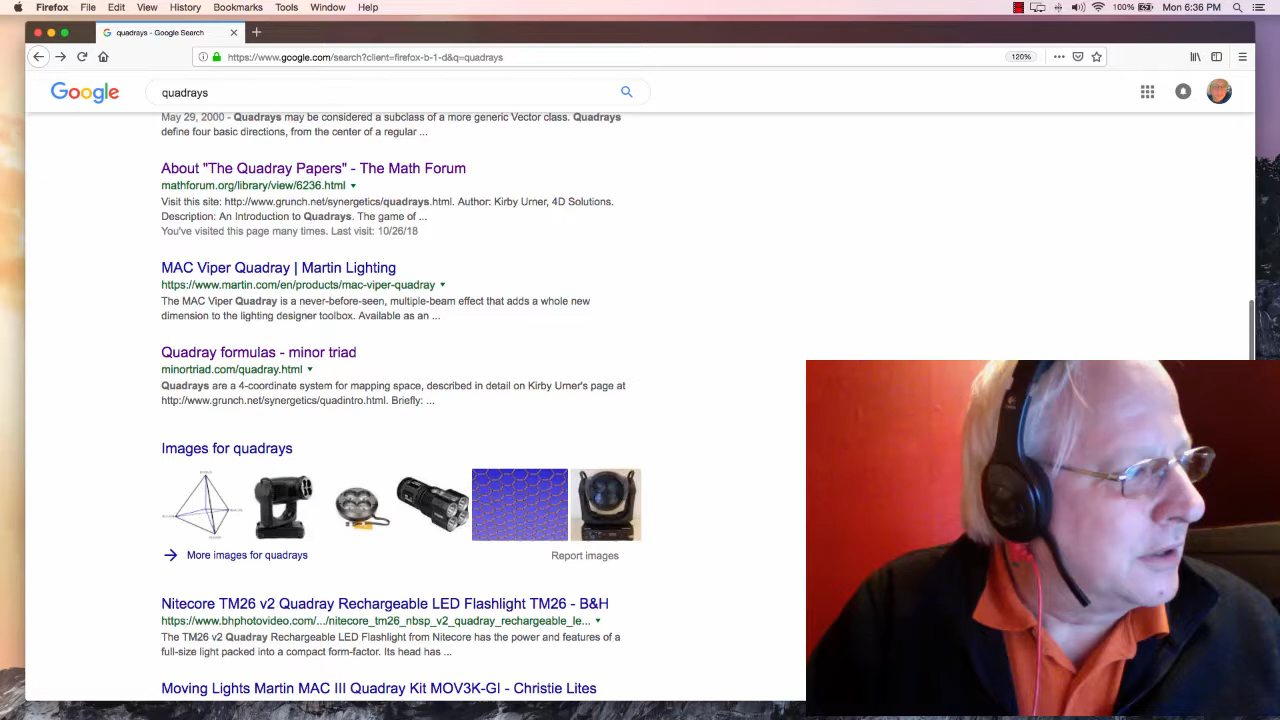 Firefox File Edit View History Bookmarks Tools Window Help 100% Mon 6:36 PM
quadrays - Google Search
https://www.google.com/search?client=firefox-b-1-d&q=quadrays 120%
Google quadrays
May 29, 2000 - Quadrays may be considered a subclass of a more generic Vector class. Quadrays
define four basic directions, from the center of a regular ...
About "The Quadray Papers" - The Math Forum
mathforum.org/library/view/6236.html
Visit this site: http://www.grunch.net/synergetics/quadrays.html. Author: Kirby Urner, 4D Solutions.
Description: An Introduction to Quadrays. The game of ...
You've visited this page many times. Last visit: 10/26/18
MAC Viper Quadray | Martin Lighting
https://www.martin.com/en/products/mac-viper-quadray
The MAC Viper Quadray is a never-before-seen, multiple-beam effect that adds a whole new
dimension to the lighting designer toolbox. Available as an ...
Quadray formulas - minor triad
minortriad.com/quadray.html
Quadrays are a 4-coordinate system for mapping space, described in detail on Kirby Urner's page at
http://www.grunch.net/synergetics/quadintro.html. Briefly: ...
Images for quadrays
More images for quadrays Report images
Nitecore TM26 v2 Quadray Rechargeable LED Flashlight TM26 - B&H
https://www.bhphotovideo.com/.../nitecore_tm26_nbsp_v2_quadray_rechargeable_le...
The TM26 v2 Quadray Rechargeable LED Flashlight from Nitecore has the power and features of a
full-size light packed into a compact form-factor. Its head has ...
Moving Lights Martin MAC III Quadray Kit MOV3K-GI - Christie Lites